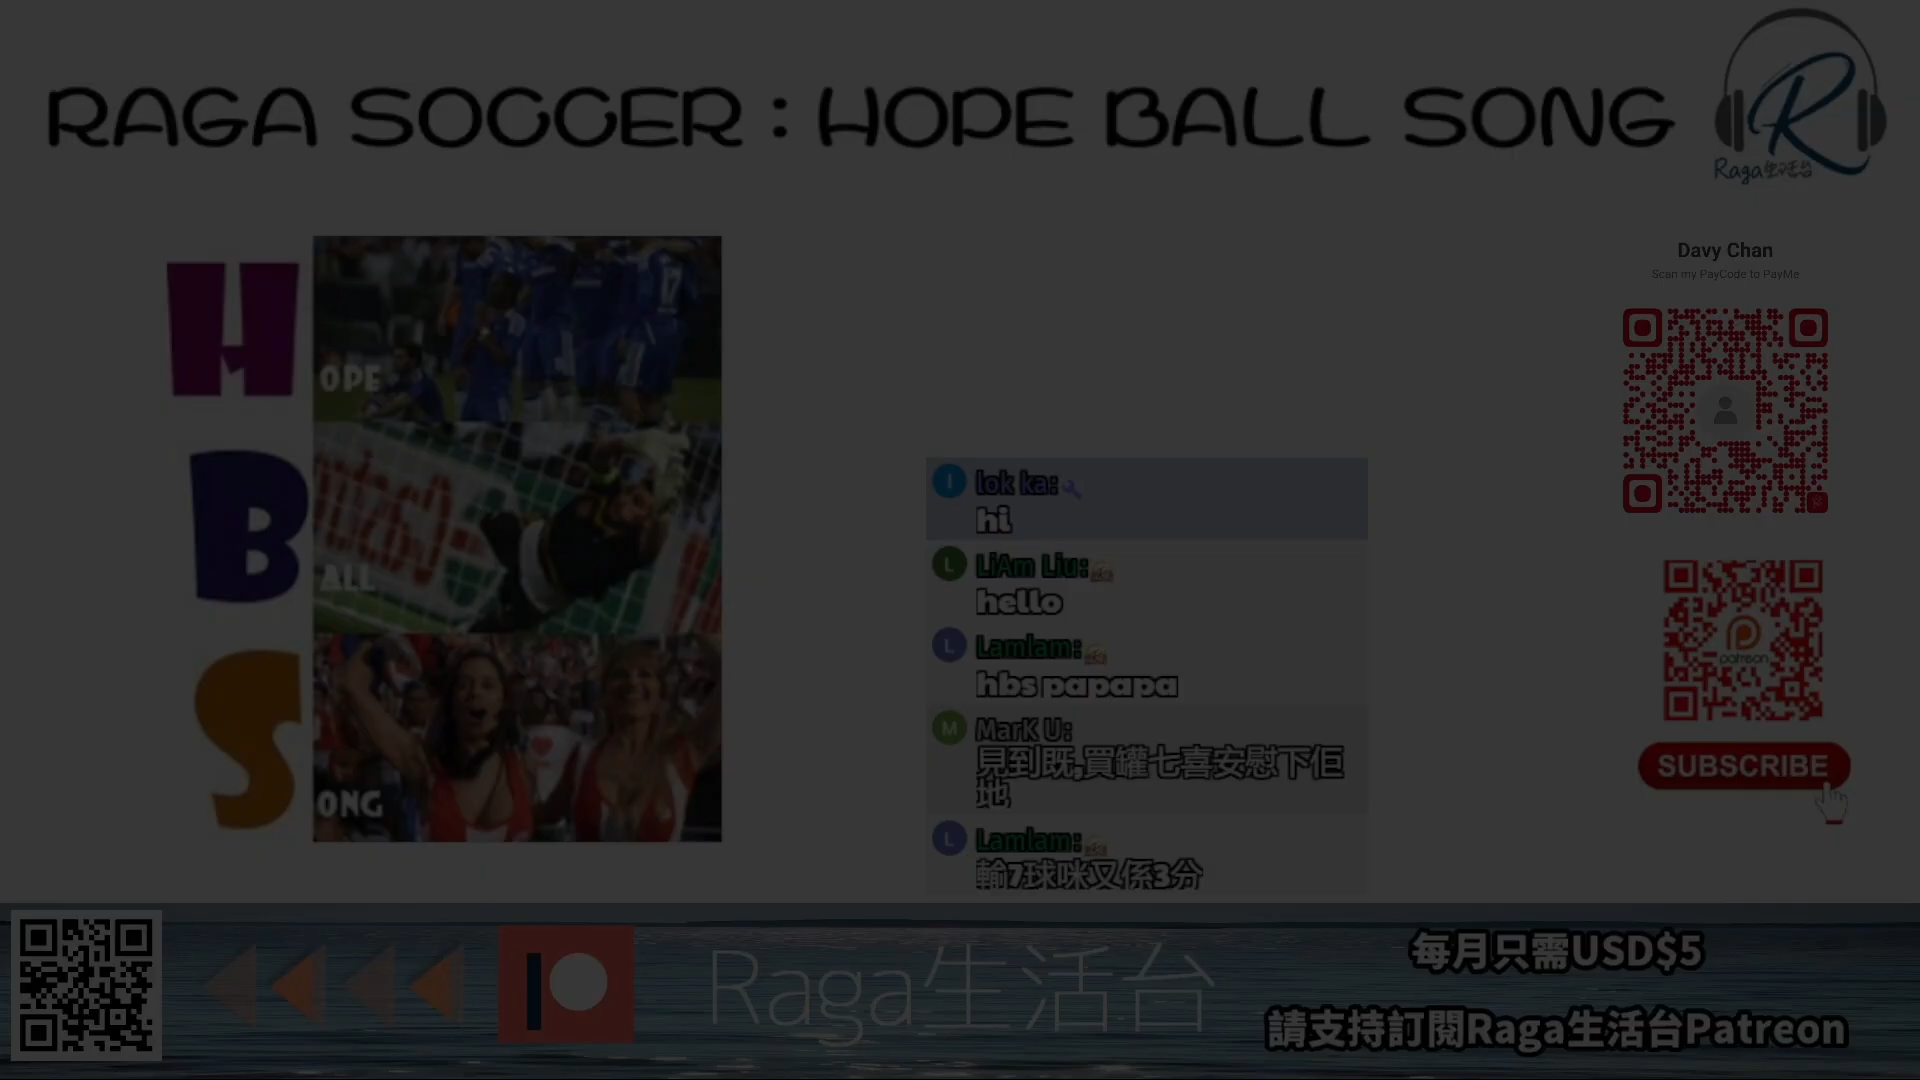 RAGA SOCCER : HOPE BALL SONG
R
Raga生活台
Davy Chan
Scan my PayCode to PayMe
H
OPE
17
B
ALL
S
ONG
lok ka:
hi
LiAm Liu:
hello
Lamlam:
hbs papapa
MarK U:
見到既,買罐七喜安慰下佢
地
Lamlam:
輸7球咪又係3分
patreon
SUBSCRIBE
Raga生活台
每月只需USD$5
請支持訂閱Raga生活台Patreon